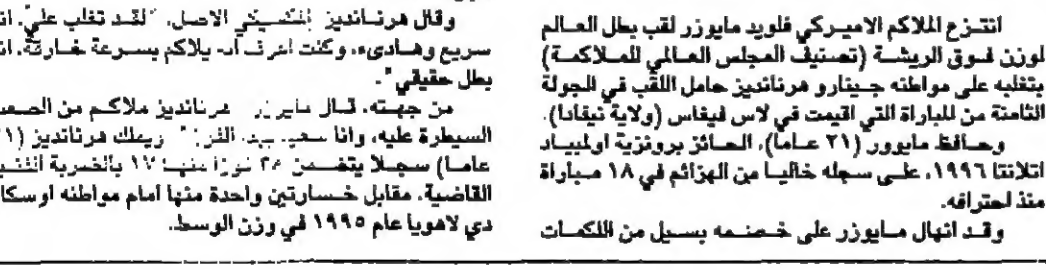 انتزع الملاكم الاميركي فلويد مايوزر لقب بطل العالم
لوزن فوق الريشة (تصنيف المجلس العالمي للملاكمة)
بتغلبه على مواطنه جينارو هرنانديز حامل اللقب في الجولة
الثامنة من المباراة التي اقيمت في لاس فيغاس (ولاية نيفادا).
وحافظ مايوور (٢١ عاما)، الحائز برونزية اولمبياد
اتلانتا ١٩٩٦، على سجله خاليا من الهزائم في ١٨ مباراة
منذ احترافه.
وقد انهال مايوزر على خصمه بسيل من اللكمات
وقال هرنانديز المكسيكي الاصل، "لقد تغلب علي، انه
سريع وهادىء، وكنت اعرف انه يلاكم بسرعة خارقة، انه
بطل حقيقي".
من جهته، قال مايوزر هرنانديز ملاكم من الصعب
السيطرة عليه، وانا سعيد بهذا الفوز" ويملك هرنانديز
عاما) سجلا يتضمن فوزا منها ١٧ بالضربة الفنية
القاضية، مقابل خسارتين واحدة منها امام مواطنه اوسكار
دي لاهويا عام ١٩٩٥ في وزن الوسط.